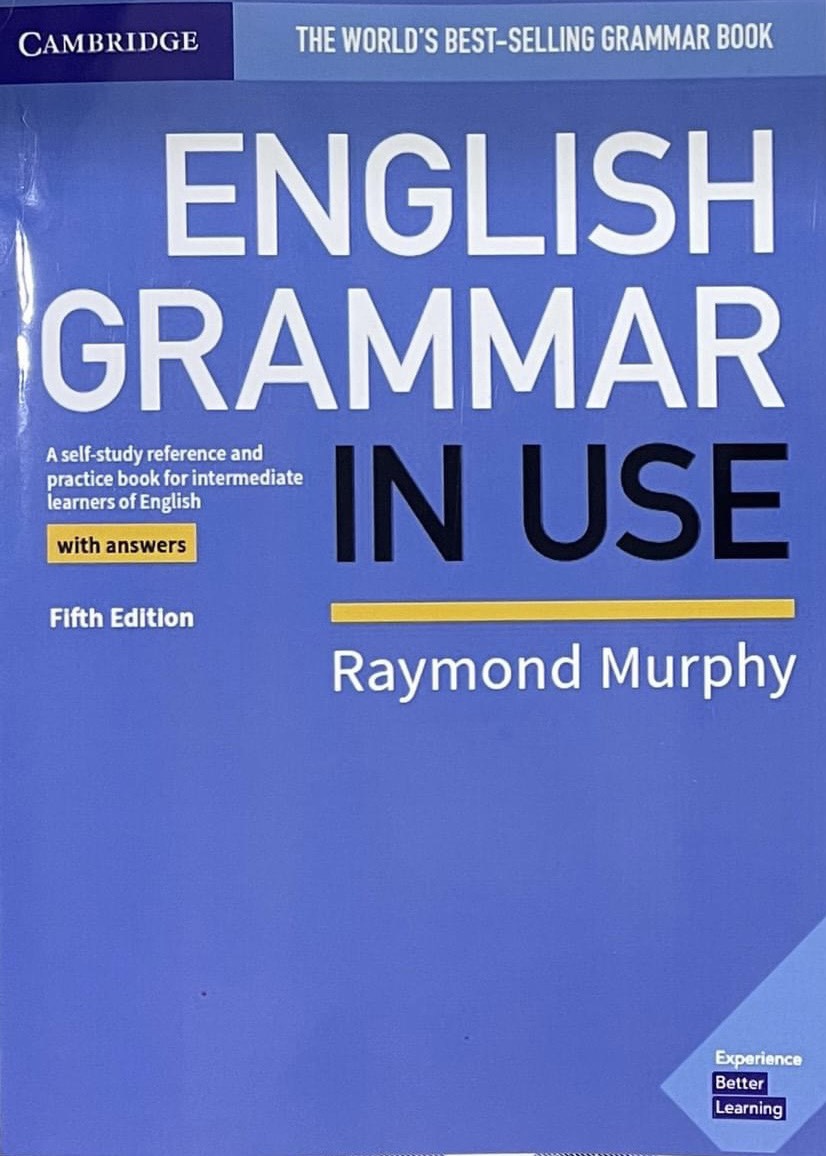 CAMBRIDGE
THE WORLD'S BEST-SELLING GRAMMAR BOOK
ENGLISH
GRAMMAR
IN USE
A self-study reference and
practice book for intermediate
learners of English
with answers
Fifth Edition
Raymond Murphy
Experience
Better
Learning